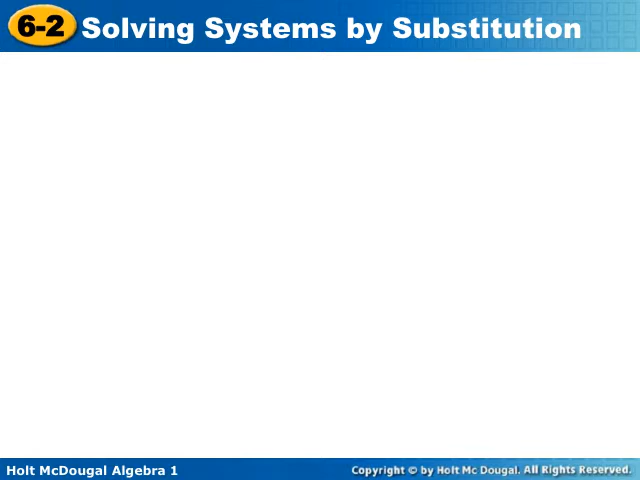 6-2 Solving Systems by Substitution
Holt McDougal Algebra 1
Copyright © by Holt Mc Dougal. All Rights Reserved.